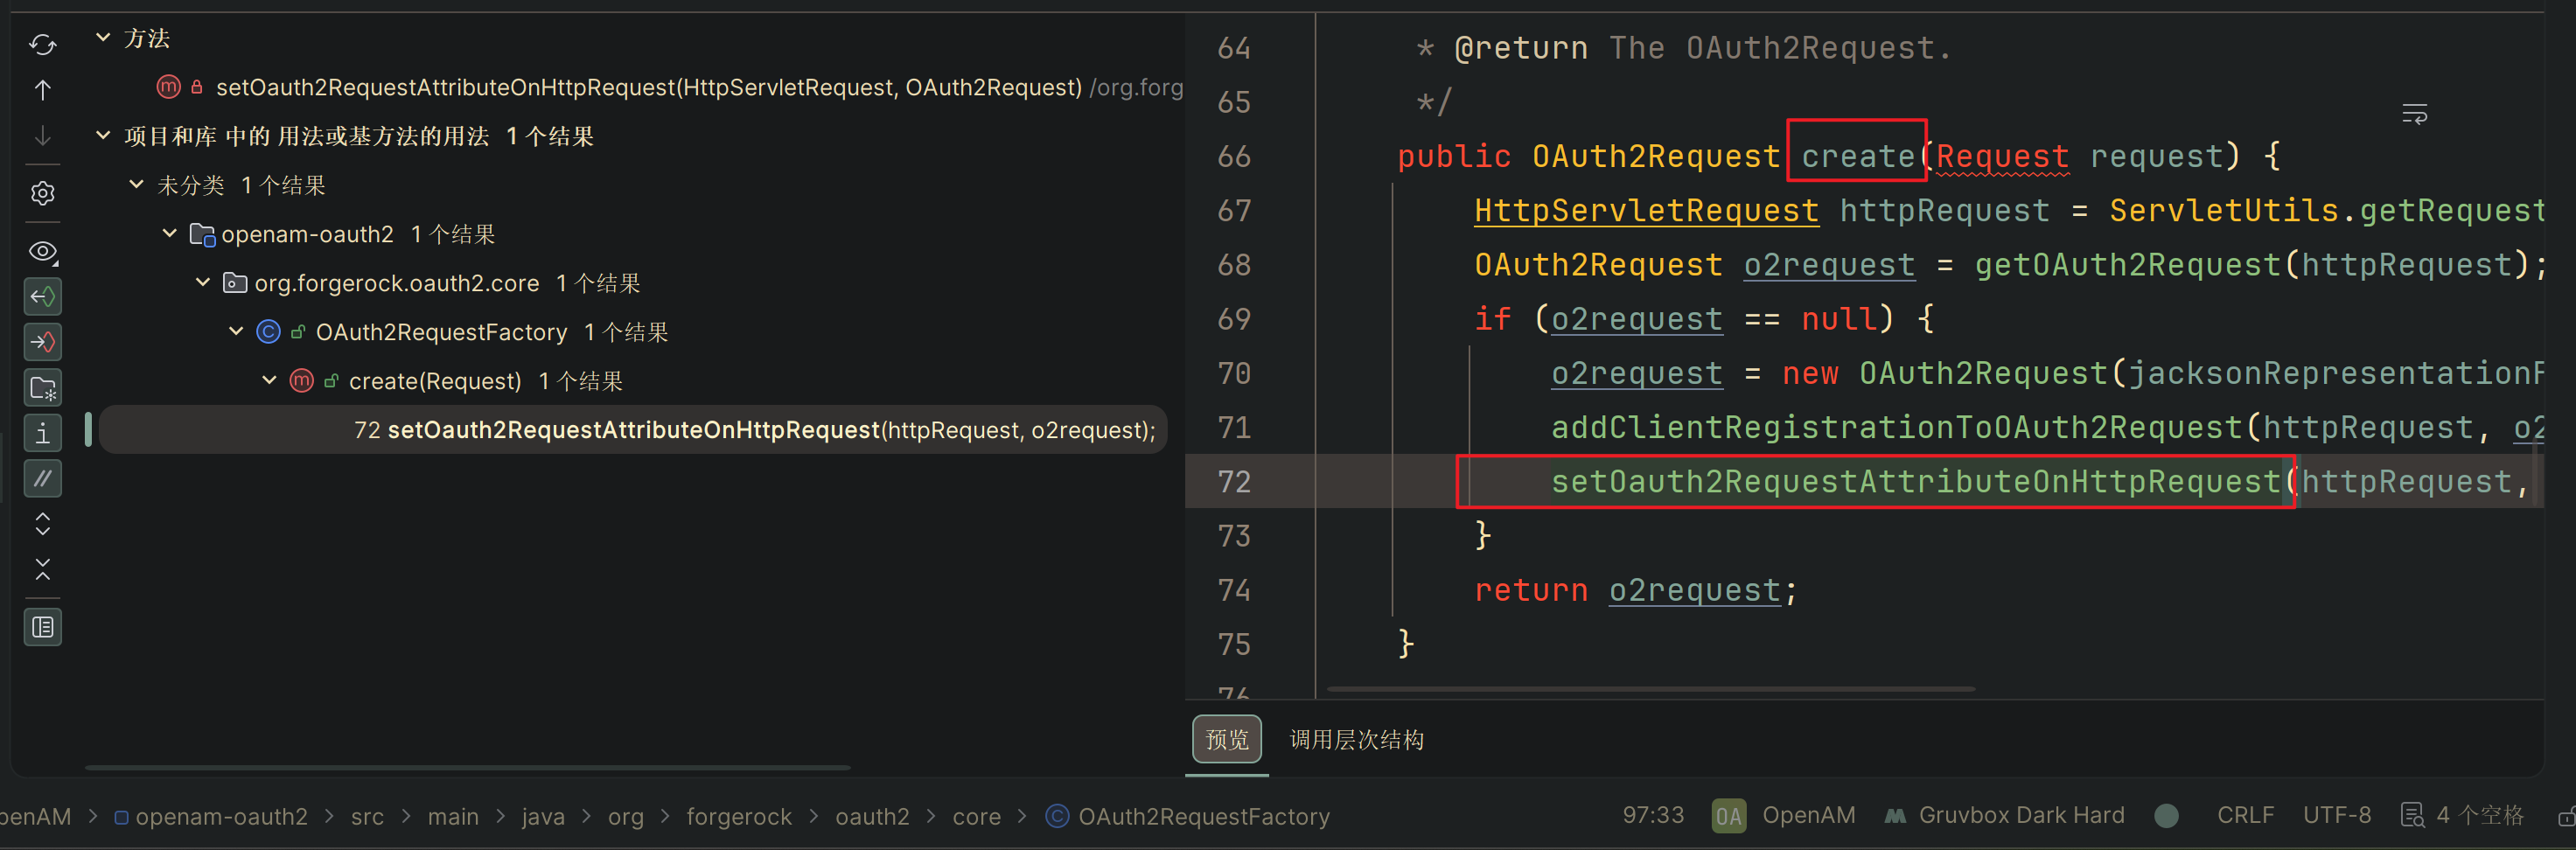 方法
setOauth2RequestAttributeOnHttpRequest(HttpServletRequest, OAuth2Request) /org.forg
项目和库 中的 用法或基方法的用法 1 个结果
未分类 1 个结果
openam-oauth2 1 个结果
org.forgerock.oauth2.core 1 个结果
OAuth2RequestFactory 1 个结果
create(Request) 1 个结果
72 setOauth2RequestAttributeOnHttpRequest(httpRequest, o2request);
64 * @return The OAuth2Request.
65 */
66 public OAuth2Request create(Request request) {
67 HttpServletRequest httpRequest = ServletUtils.getRequest
68 OAuth2Request o2request = getOAuth2Request(httpRequest);
69 if (o2request == null) {
70 o2request = new OAuth2Request(jacksonRepresentationF
71 addClientRegistrationToOAuth2Request(httpRequest, o2
72 setOauth2RequestAttributeOnHttpRequest(httpRequest,
73 }
74 return o2request;
75 }
76
预览 调用层次结构
penAM > openam-oauth2 > src > main > java > org > forgerock > oauth2 > core > OAuth2RequestFactory 97:33 OA OpenAM Gruvbox Dark Hard CRLF UTF-8 4 个空格